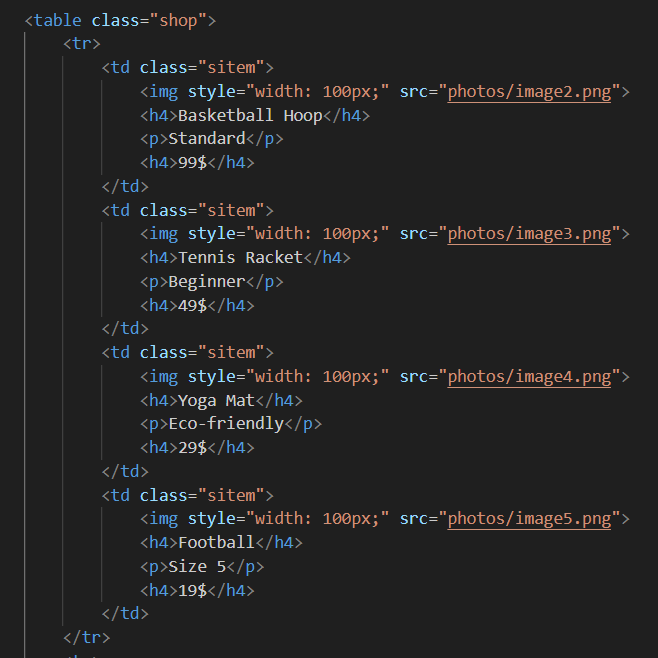 <table class="shop">
<tr>
<td class="sitem">
<img style="width: 100px;" src="photos/image2.png">
<h4>Basketball Hoop</h4>
<p>Standard</p>
<h4>99$</h4>
</td>
<td class="sitem">
<img style="width: 100px;" src="photos/image3.png">
<h4>Tennis Racket</h4>
<p>Beginner</p>
<h4>49$</h4>
</td>
<td class="sitem">
<img style="width: 100px;" src="photos/image4.png">
<h4>Yoga Mat</h4>
<p>Eco-friendly</p>
<h4>29$</h4>
</td>
<td class="sitem">
<img style="width: 100px;" src="photos/image5.png">
<h4>Football</h4>
<p>Size 5</p>
<h4>19$</h4>
</td>
</tr>